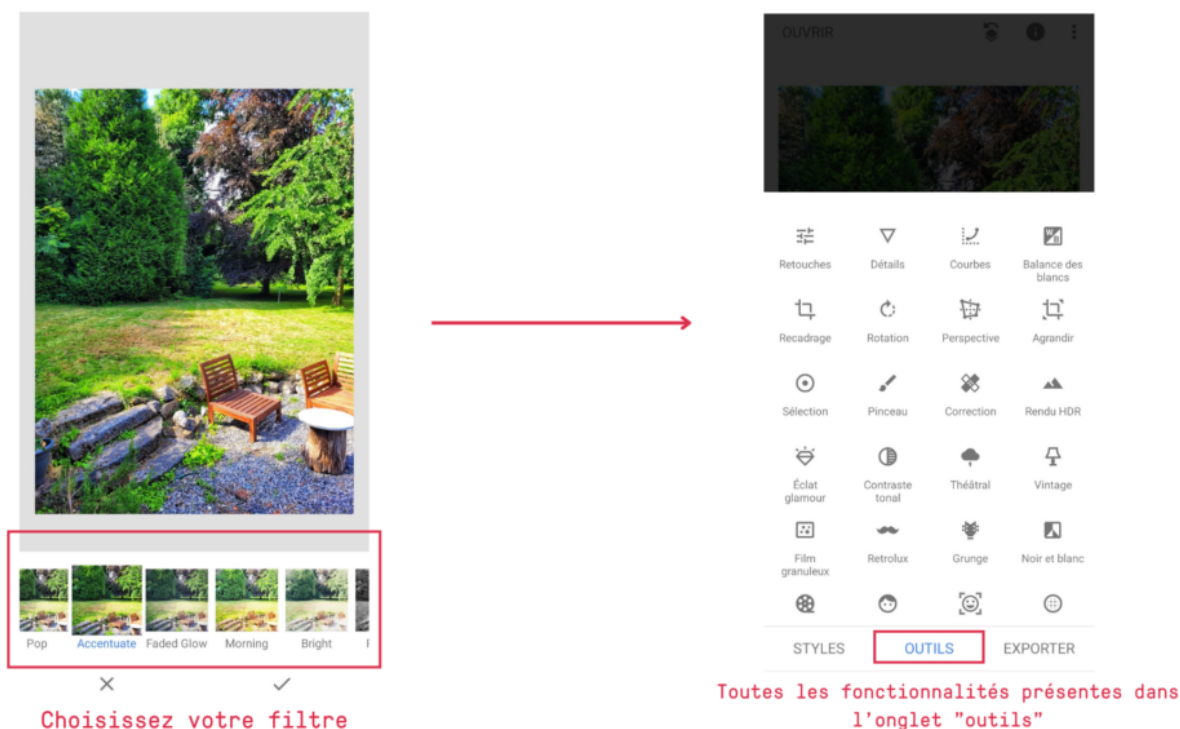 Pop Accentuate Faded Glow Morning Bright
Choisissez votre filtre
OUVRIR
Retouches Détails Courbes Balance des
blancs
Recadrage Rotation Perspective Agrandir
Sélection Pinceau Correction Rendu HDR
Éclat Contraste Théâtral Vintage
glamour tonal
Film Retrolux Grunge Noir et blanc
granuleux
STYLES OUTILS EXPORTER
Toutes les fonctionnalités présentes dans
l'onglet "outils"